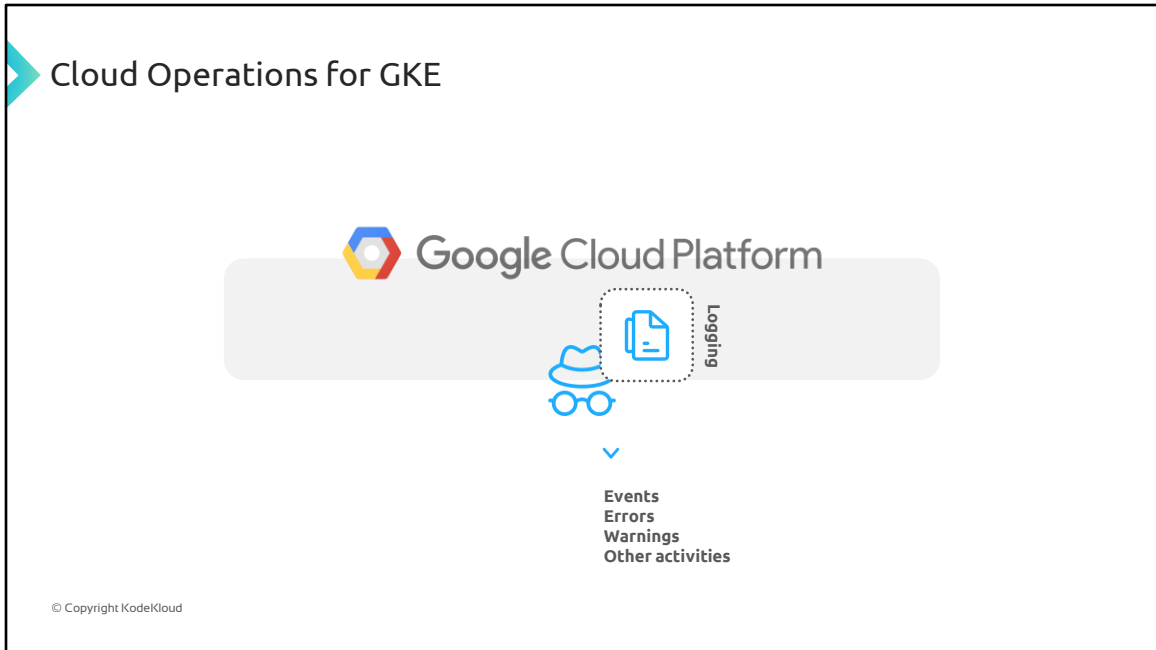 Cloud Operations for GKE
Google Cloud Platform
Logging
Events
Errors
Warnings
Other activities
© Copyright KodeKloud